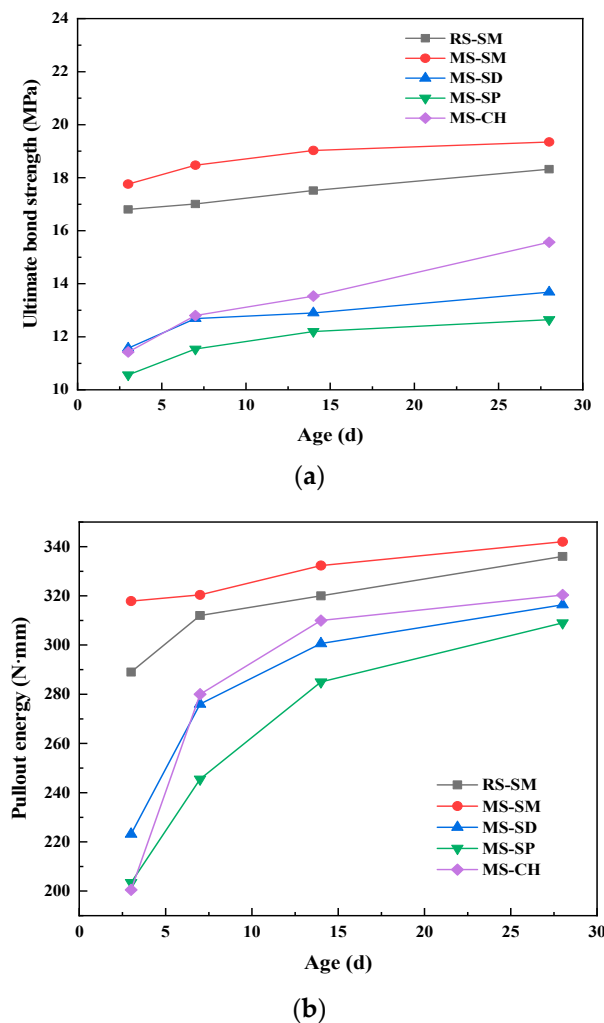 24
22
20
18
16
14
12
10
Ultimate bond strength (MPa)
RS-SM
MS-SM
MS-SD
MS-SP
MS-CH
0 5 10 15 20 25 30
Age (d)
(a)
340
320
300
280
260
240
220
200
Pullout energy (N·mm)
RS-SM
MS-SM
MS-SD
MS-SP
MS-CH
0 5 10 15 20 25 30
Age (d)
(b)